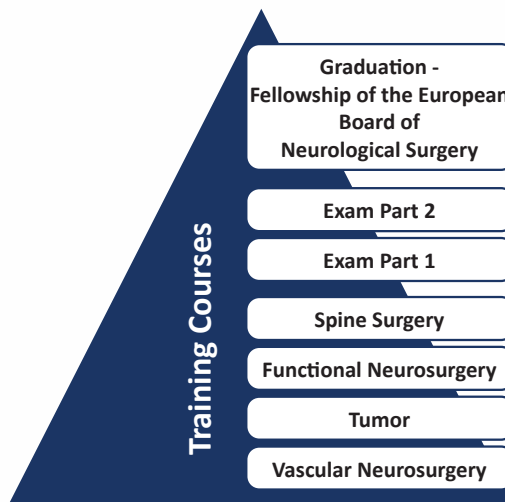 Graduation -
Fellowship of the European
Board of
Neurological Surgery
Exam Part 2
Exam Part 1
Spine Surgery
Functional Neurosurgery
Tumor
Vascular Neurosurgery
Training Courses